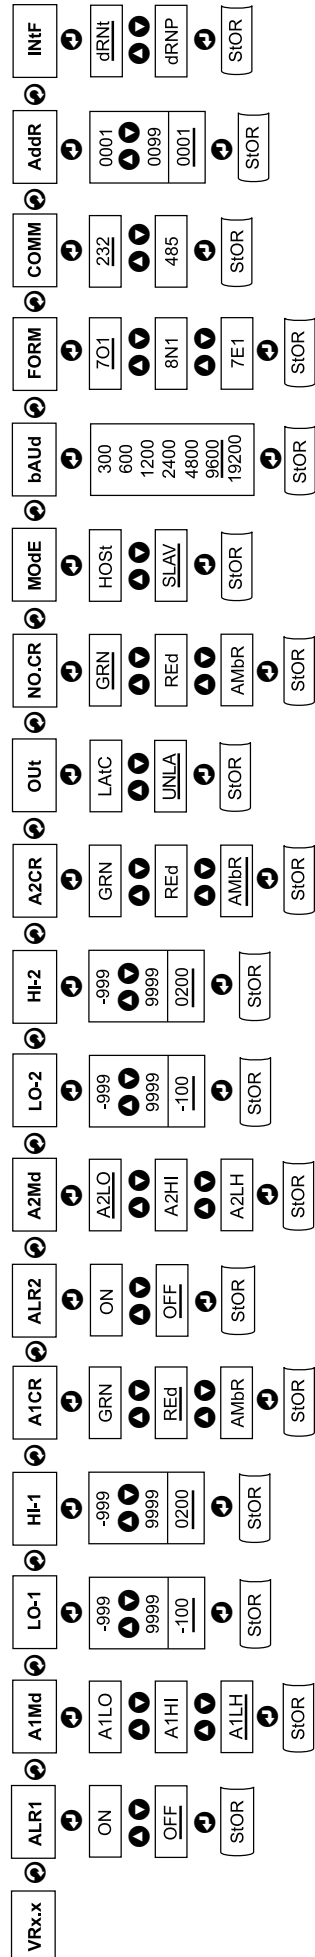 VRx.x
ALR1
ON
OFF
StOR
A1Md
A1LO
A1HI
A1LH
StOR
LO-1
-999
9999
-100
StOR
HI-1
-999
9999
0200
StOR
A1CR
GRN
REd
AMbR
StOR
ALR2
ON
OFF
StOR
A2Md
A2LO
A2HI
A2LH
StOR
LO-2
-999
9999
-100
StOR
HI-2
-999
9999
0200
StOR
A2CR
GRN
REd
AMbR
StOR
OUt
LAtC
UNLA
StOR
NO.CR
GRN
REd
AMbR
StOR
MOdE
HOSt
SLAV
StOR
bAUd
300
600
1200
2400
4800
9600
19200
StOR
FORM
7O1
8N1
7E1
StOR
COMM
232
485
StOR
AddR
0001
0099
0001
StOR
INtF
dRNt
dRNP
StOR